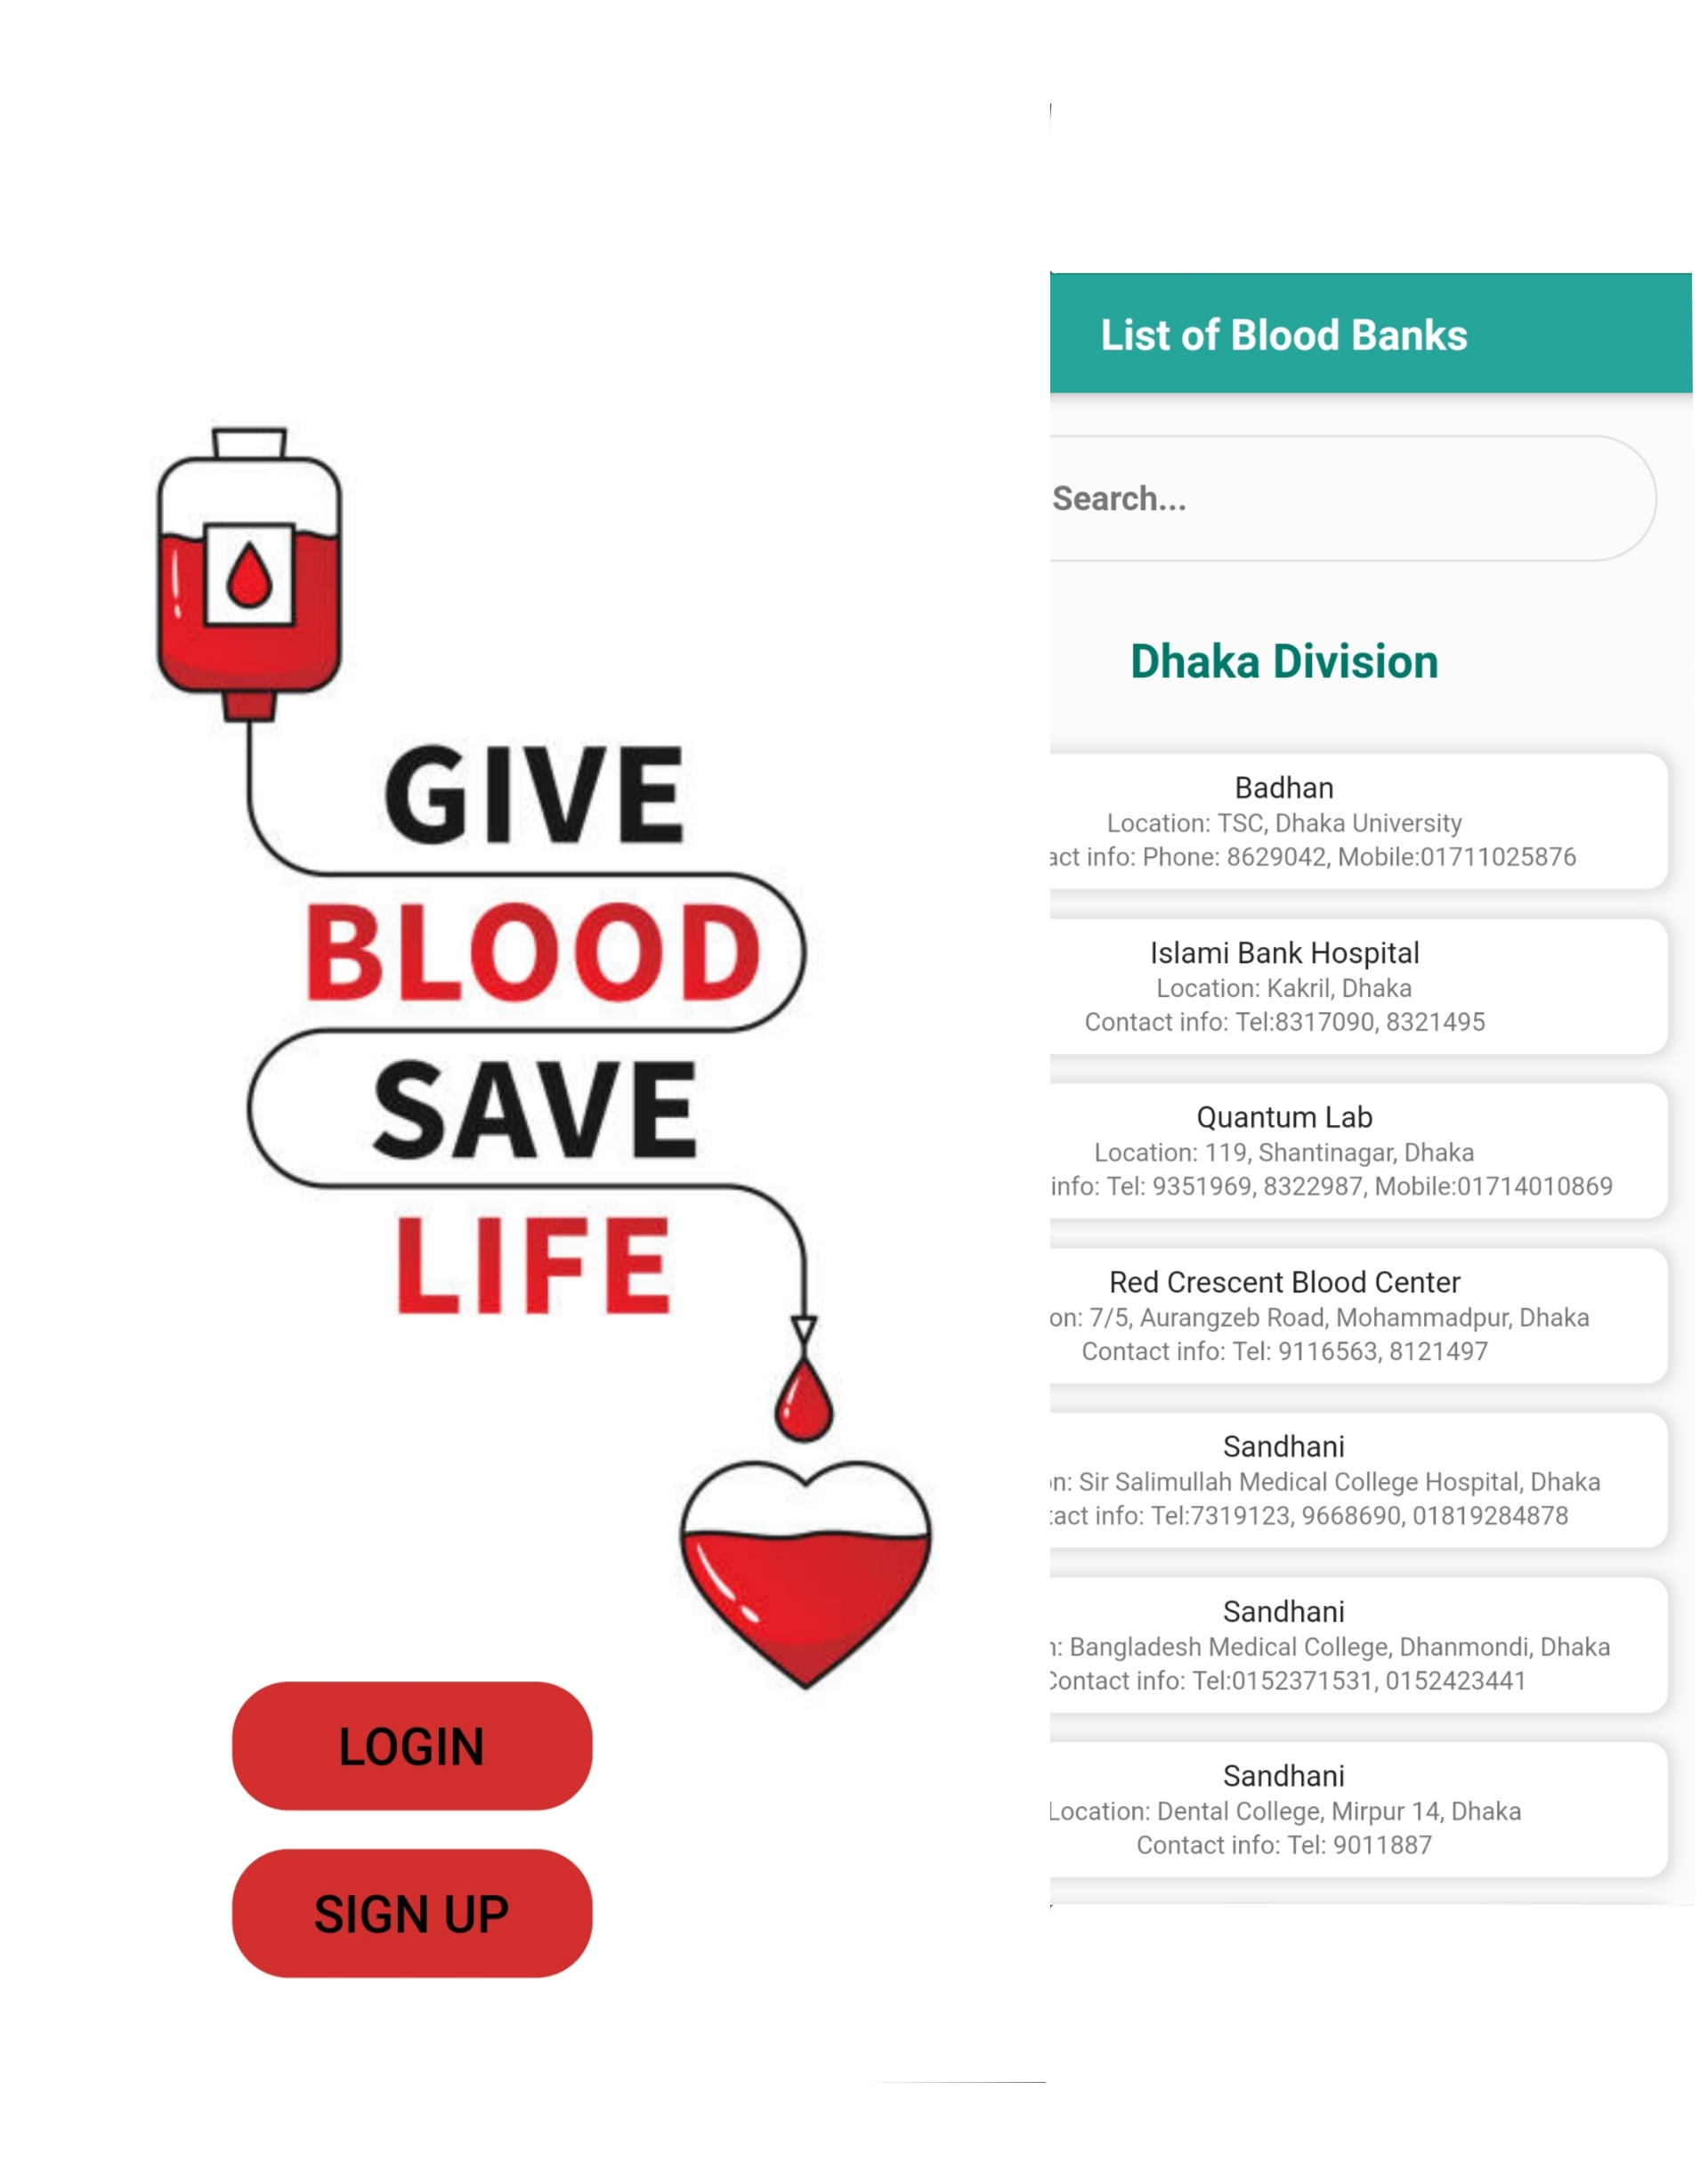 GIVE
BLOOD
SAVE
LIFE
LOGIN
SIGN UP
List of Blood Banks
Search...
Dhaka Division
Badhan
Location: TSC, Dhaka University
info: Phone: 8629042, Mobile:01711025876
Islami Bank Hospital
Location: Kakril, Dhaka
Contact info: Tel:8317090, 8321495
Quantum Lab
Location: 119, Shantinagar, Dhaka
info: Tel: 9351969, 8322987, Mobile:01714010869
Red Crescent Blood Center
7/5, Aurangzeb Road, Mohammadpur, Dhaka
Contact info: Tel: 9116563, 8121497
Sandhani
Sir Salimullah Medical College Hospital, Dhaka
info: Tel:7319123, 9668690, 01819284878
Sandhani
Bangladesh Medical College, Dhanmondi, Dhaka
Contact info: Tel:0152371531, 0152423441
Sandhani
Location: Dental College, Mirpur 14, Dhaka
Contact info: Tel: 9011887